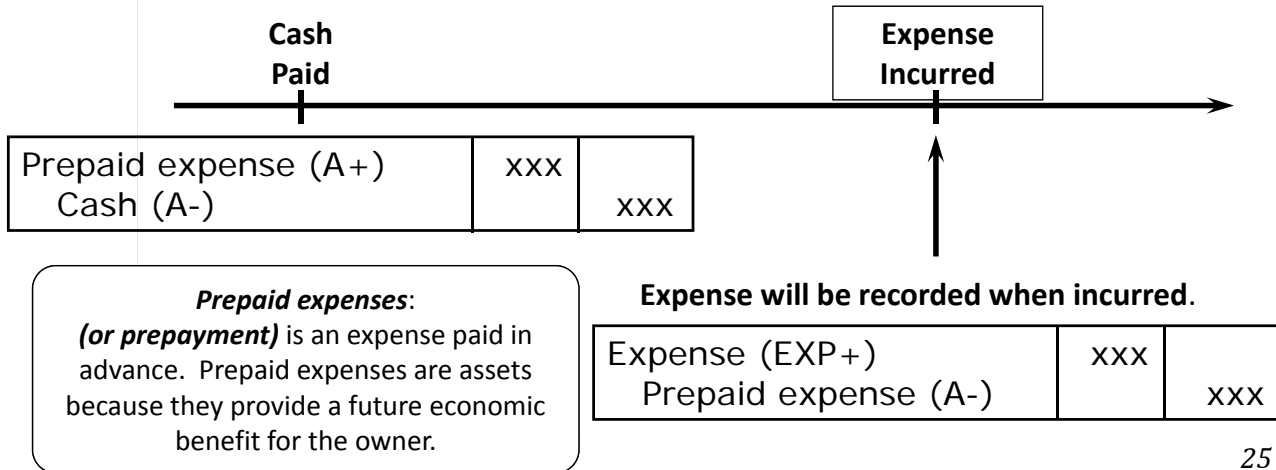 Cash
Paid
Expense
Incurred
Prepaid expense (A+) xxx
Cash (A-) xxx
Prepaid expenses:
(or prepayment) is an expense paid in
advance. Prepaid expenses are assets
because they provide a future economic
benefit for the owner.
Expense will be recorded when incurred.
Expense (EXP+) xxx
Prepaid expense (A-) xxx
25